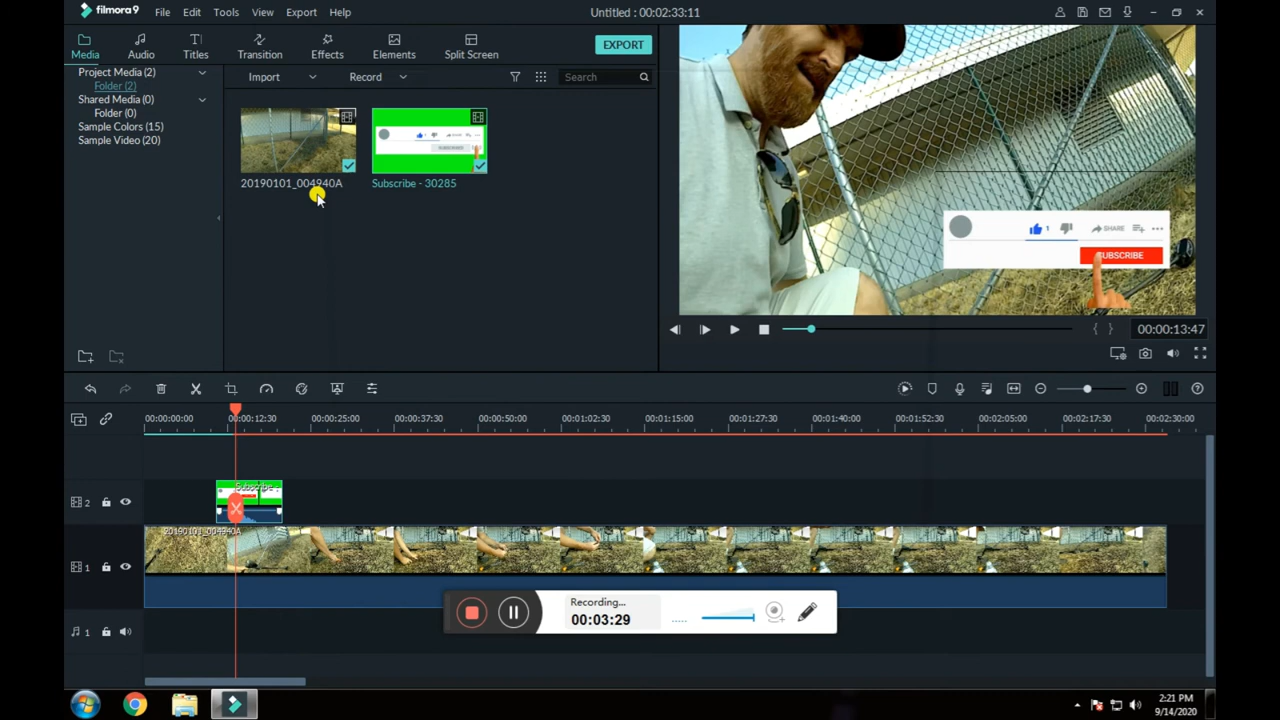 filmora9 File Edit Tools View Export Help Untitled : 00:02:33:11
Media Audio Titles Transition Effects Elements Split Screen EXPORT
Project Media (2)
Folder (2)
Shared Media (0)
Folder (0)
Sample Colors (15)
Sample Video (20)
Import Record Search
20190101_004940A Subscribe - 30285
1 SHARE
SUBSCRIBE
00:00:13:47
00:00:00:00 00:00:12:30 00:00:25:00 00:00:37:30 00:00:50:00 00:01:02:30 00:01:15:00 00:01:27:30 00:01:40:00 00:01:52:30 00:02:05:00 00:02:17:30 00:02:30:00
2 Subscribe -
20190101_004940A
1
1
Recording...
00:03:29
2:21 PM
9/14/2020